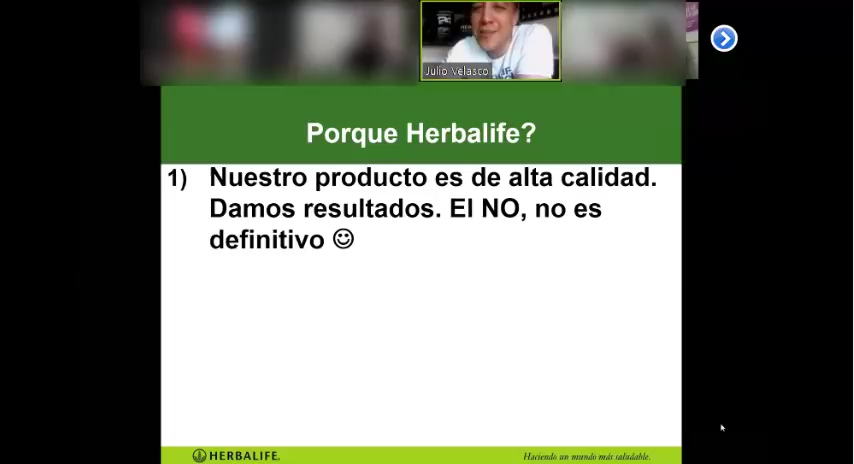 Julio Velasco
Porque Herbalife?
1) Nuestro producto es de alta calidad.
Damos resultados. El NO, no es
definitivo ☺
HERBALIFE.
Haciendo un mundo más saludable.